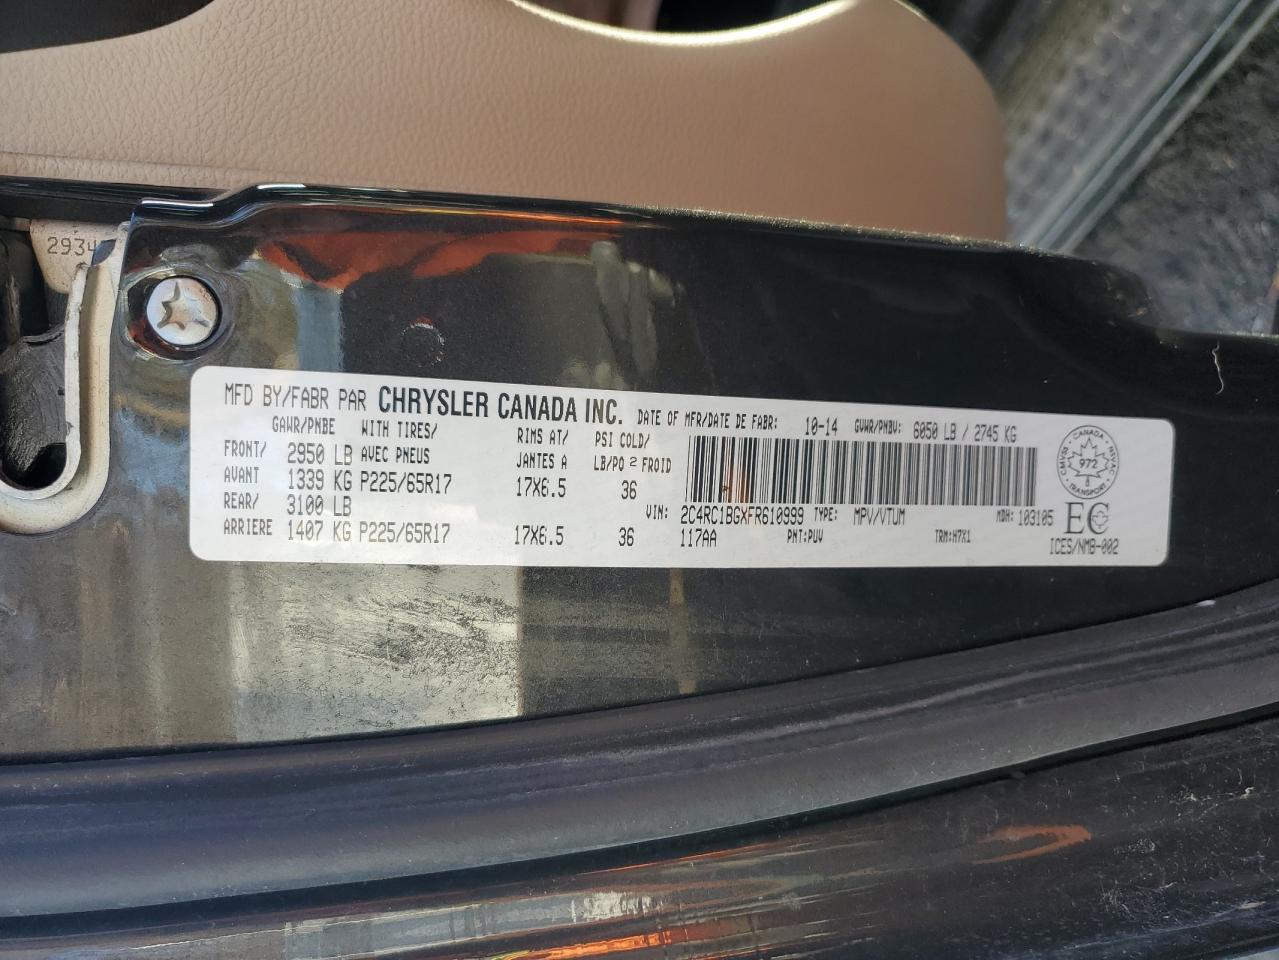 2934
MFD BY/FABR PAR CHRYSLER CANADA INC. DATE OF MFR/DATE DE FABR: 10-14 GVWR/PNBV: 6050 LB / 2745 KG
GAWR/PNBE WITH TIRES/ RIMS AT/ PSI COLD/
FRONT/ 2950 LB AVEC PNEUS JANTES A LB/PO 2 FROID
AVANT 1339 KG P225/65R17 17X6.5 36
REAR/ 3100 LB VIN: 2C4RC1BGXFR610999 TYPE: MPV/VTUM MDH: 103105
ARRIERE 1407 KG P225/65R17 17X6.5 36 117AA PNT:PUV TRM:H7X1
CANADA
CMVSS NSVAC
972
8
TRANSPORT
EC
ICES/NMB-002